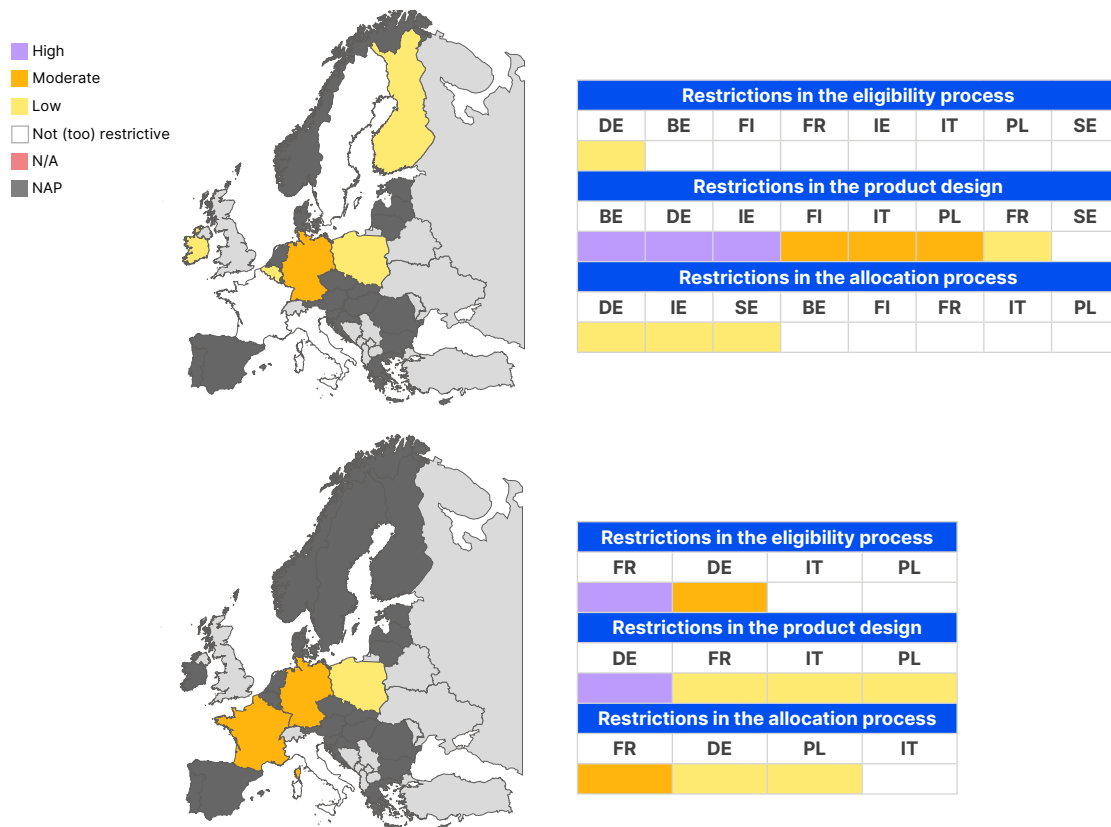 High
Moderate
Low
Not (too) restrictive
N/A
NAP
Restrictions in the eligibility process
DE BE FI FR IE IT PL SE
Restrictions in the product design
BE DE IE FI IT PL FR SE
Restrictions in the allocation process
DE IE SE BE FI FR IT PL
Restrictions in the eligibility process
FR DE IT PL
Restrictions in the product design
DE FR IT PL
Restrictions in the allocation process
FR DE PL IT